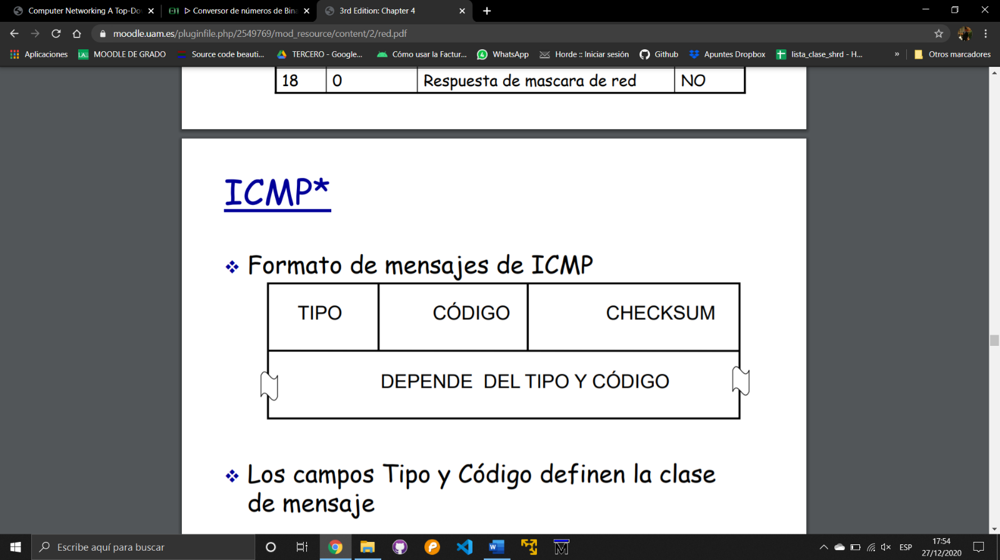 Computer Networking A Top-Do
▷ Conversor de números de Bina
3rd Edition: Chapter 4
moodle.uam.es/pluginfile.php/2549769/mod_resource/content/2/red.pdf
Aplicaciones
MOODLE DE GRADO
Source code beauti...
TERCERO - Google...
Cómo usar la Factur...
WhatsApp
Horde :: Iniciar sesión
Github
Apuntes Dropbox
lista_clase_shrd - H...
»
Otros marcadores
18 0 Respuesta de mascara de red NO
ICMP*
❖ Formato de mensajes de ICMP
TIPO CÓDIGO CHECKSUM
DEPENDE DEL TIPO Y CÓDIGO
❖ Los campos Tipo y Código definen la clase
de mensaje
Escribe aquí para buscar
ESP
17:54
27/12/2020